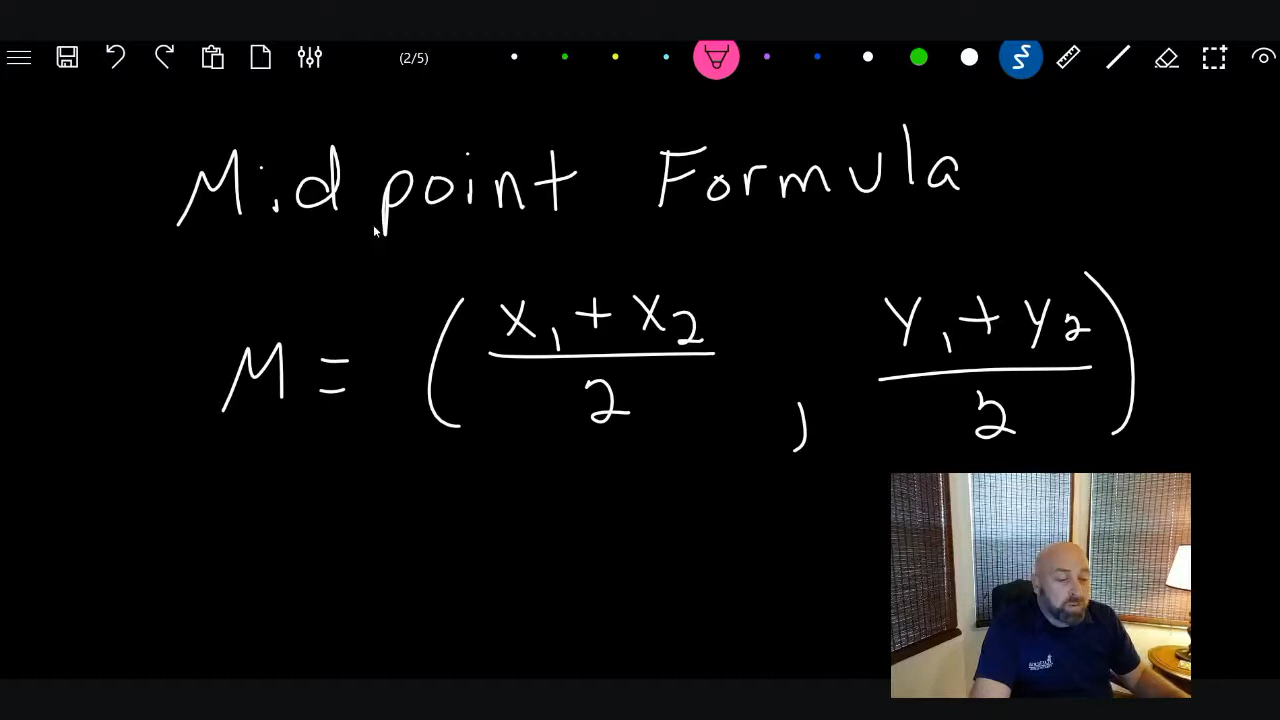 (2/5)
Midpoint Formula
M = ( X₁ + X₂ / 2 , Y₁ + Y₂ / 2 )